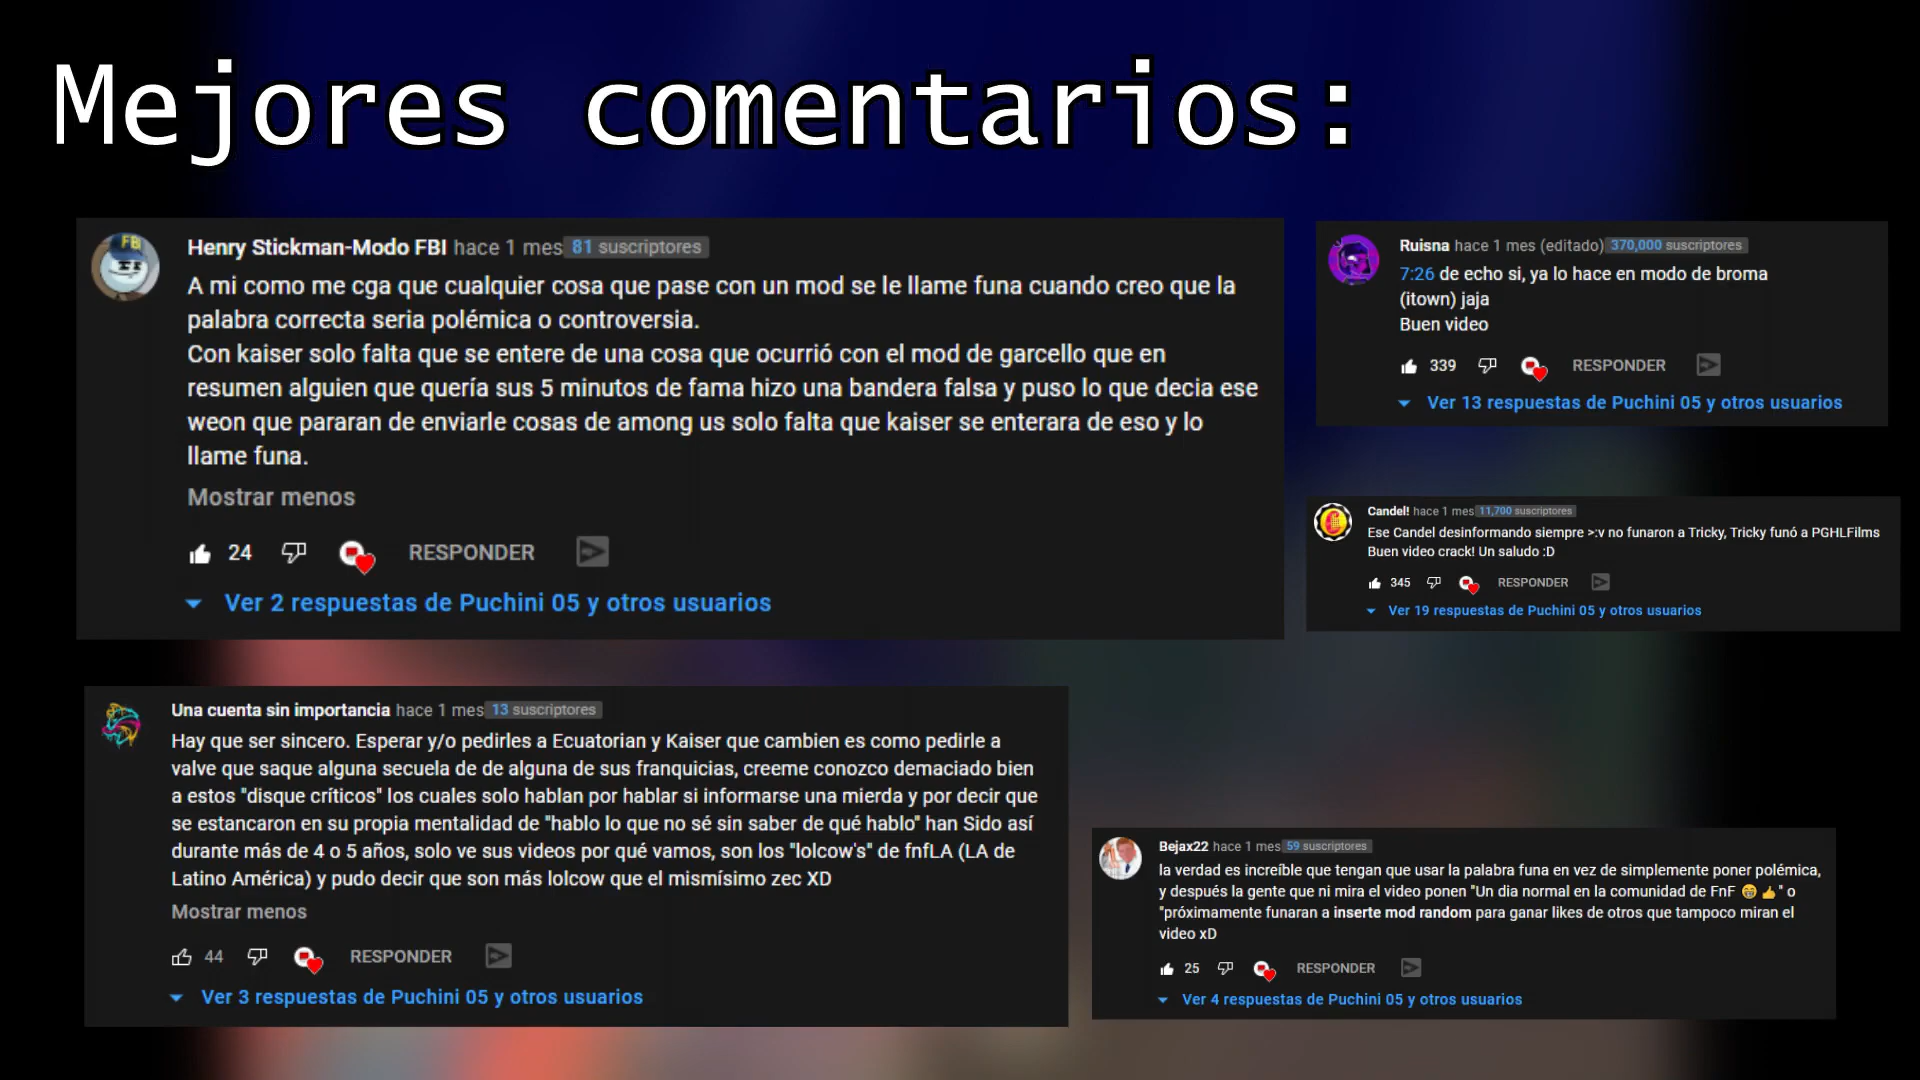 Mejores comentarios:
Henry Stickman-Modo FBI hace 1 mes 81 suscriptores
A mi como me cga que cualquier cosa que pase con un mod se le llame funa cuando creo que la
palabra correcta seria polémica o controversia.
Con kaiser solo falta que se entere de una cosa que ocurrió con el mod de garcello que en
resumen alguien que quería sus 5 minutos de fama hizo una bandera falsa y puso lo que decia ese
weon que pararan de enviarle cosas de among us solo falta que kaiser se enterara de eso y lo
llame funa.
Mostrar menos
24 RESPONDER
Ver 2 respuestas de Puchini 05 y otros usuarios
Ruisna hace 1 mes (editado) 370,000 suscriptores
7:26 de echo si, ya lo hace en modo de broma
(itown) jaja
Buen video
339 RESPONDER
Ver 13 respuestas de Puchini 05 y otros usuarios
Candel! hace 1 mes 11,700 suscriptores
Ese Candel desinformando siempre >:v no funaron a Tricky, Tricky funó a PGHLFilms
Buen video crack! Un saludo :D
345 RESPONDER
Ver 19 respuestas de Puchini 05 y otros usuarios
Una cuenta sin importancia hace 1 mes 13 suscriptores
Hay que ser sincero. Esperar y/o pedirles a Ecuatorian y Kaiser que cambien es como pedirle a
valve que saque alguna secuela de de alguna de sus franquicias, creeme conozco demaciado bien
a estos "disque críticos" los cuales solo hablan por hablar si informarse una mierda y por decir que
se estancaron en su propia mentalidad de "hablo lo que no sé sin saber de qué hablo" han Sido así
durante más de 4 o 5 años, solo ve sus videos por qué vamos, son los "lolcow's" de fnfLA (LA de
Latino América) y pudo decir que son más lolcow que el mismísimo zec XD
Mostrar menos
44 RESPONDER
Ver 3 respuestas de Puchini 05 y otros usuarios
Bejax22 hace 1 mes 59 suscriptores
la verdad es increíble que tengan que usar la palabra funa en vez de simplemente poner polémica,
y después la gente que ni mira el video ponen "Un dia normal en la comunidad de FnF 😁👍" o
"próximamente funaran a inserte mod random para ganar likes de otros que tampoco miran el
video xD
25 RESPONDER
Ver 4 respuestas de Puchini 05 y otros usuarios